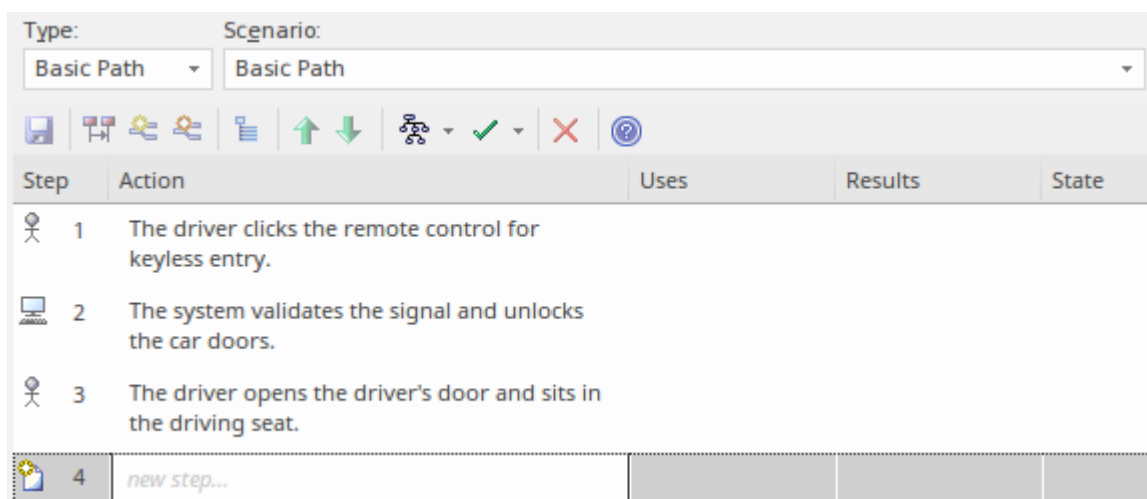 Type: Scenario:
Basic Path Basic Path
Step Action Uses Results State
1 The driver clicks the remote control for
keyless entry.
2 The system validates the signal and unlocks
the car doors.
3 The driver opens the driver's door and sits in
the driving seat.
4 new step...